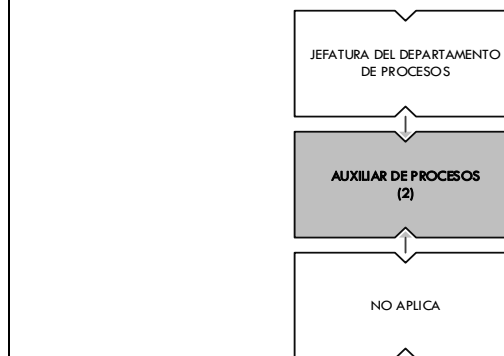 JEFATURA DEL DEPARTAMENTO
DE PROCESOS
AUXILIAR DE PROCESOS
(2)
NO APLICA